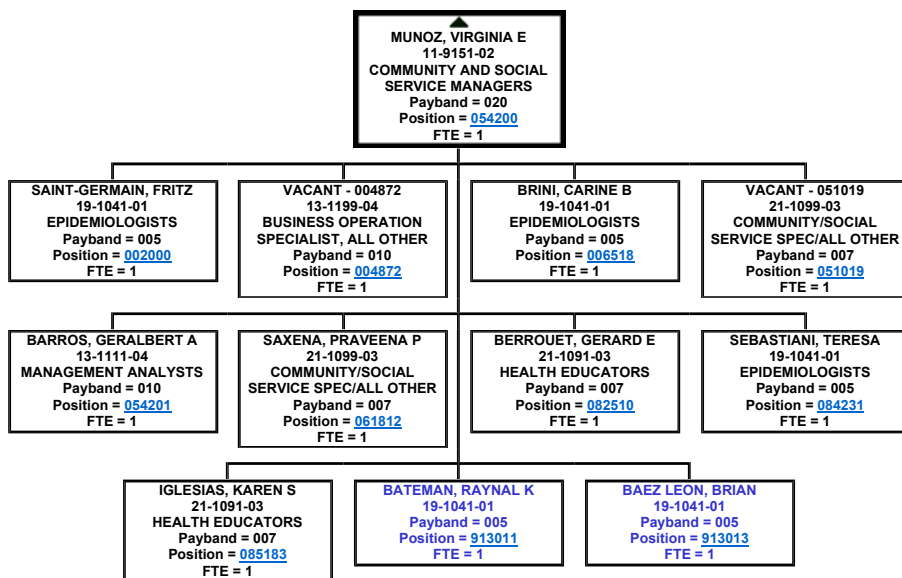 MUNOZ, VIRGINIA E
11-9151-02
COMMUNITY AND SOCIAL
SERVICE MANAGERS
Payband = 020
Position = 054200
FTE = 1
SAINT-GERMAIN, FRITZ
19-1041-01
EPIDEMIOLOGISTS
Payband = 005
Position = 002000
FTE = 1
VACANT - 004872
13-1199-04
BUSINESS OPERATION
SPECIALIST, ALL OTHER
Payband = 010
Position = 004872
FTE = 1
BRINI, CARINE B
19-1041-01
EPIDEMIOLOGISTS
Payband = 005
Position = 006518
FTE = 1
VACANT - 051019
21-1099-03
COMMUNITY/SOCIAL
SERVICE SPEC/ALL OTHER
Payband = 007
Position = 051019
FTE = 1
BARROS, GERALBERT A
13-1111-04
MANAGEMENT ANALYSTS
Payband = 010
Position = 054201
FTE = 1
SAXENA, PRAVEENA P
21-1099-03
COMMUNITY/SOCIAL
SERVICE SPEC/ALL OTHER
Payband = 007
Position = 061812
FTE = 1
BERROUET, GERARD E
21-1091-03
HEALTH EDUCATORS
Payband = 007
Position = 082510
FTE = 1
SEBASTIANI, TERESA
19-1041-01
EPIDEMIOLOGISTS
Payband = 005
Position = 084231
FTE = 1
IGLESIAS, KAREN S
21-1091-03
HEALTH EDUCATORS
Payband = 007
Position = 085183
FTE = 1
BATEMAN, RAYNAL K
19-1041-01
Payband = 005
Position = 913011
FTE = 1
BAEZ LEON, BRIAN
19-1041-01
Payband = 005
Position = 913013
FTE = 1